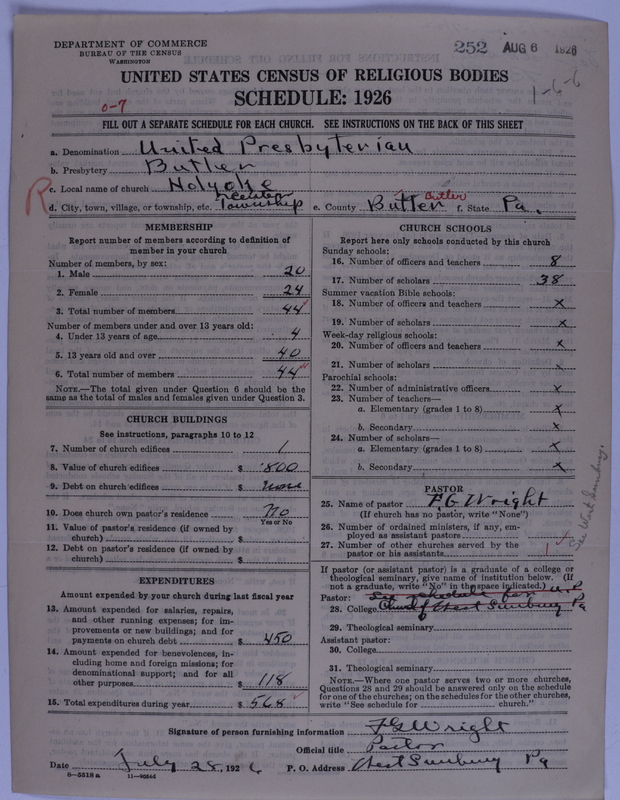 DEPARTMENT OF COMMERCE
BUREAU OF THE CENSUS
WASHINGTON
252 AUG 6 1926
1-6-6
UNITED STATES CENSUS OF RELIGIOUS BODIES
SCHEDULE: 1926
0-7
FILL OUT A SEPARATE SCHEDULE FOR EACH CHURCH. SEE INSTRUCTIONS ON THE BACK OF THIS SHEET
a. Denomination United Presbyterian
b. Presbytery Butler
R
c. Local name of church Holyoke
d. City, town, village, or township, etc. Township e. County Butler Butler f. State Pa.
MEMBERSHIP
Report number of members according to definition of
member in your church
Number of members, by sex:
1. Male 20
2. Female 24
3. Total number of members 44
Number of members under and over 13 years old:
4. Under 13 years of age 4
5. 13 years old and over 40
6. Total number of members 44
NOTE.—The total given under Question 6 should be the
same as the total of males and females given under Question 3.
CHURCH BUILDINGS
See instructions, paragraphs 10 to 12
7. Number of church edifices 1
8. Value of church edifices $ 800
9. Debt on church edifices $ None
10. Does church own pastor's residence No
Yes or No
11. Value of pastor's residence (if owned by
church) $
12. Debt on pastor's residence (if owned by
church) $
EXPENDITURES
Amount expended by your church during last fiscal year
13. Amount expended for salaries, repairs,
and other running expenses; for im-
provements or new buildings; and for
payments on church debt $ 450
14. Amount expended for benevolences, in-
cluding home and foreign missions; for
denominational support; and for all
other purposes $ 118
15. Total expenditures during year $ 568
CHURCH SCHOOLS
Report here only schools conducted by this church
Sunday schools:
16. Number of officers and teachers 8
17. Number of scholars 38
Summer vacation Bible schools:
18. Number of officers and teachers x
19. Number of scholars x
Week-day religious schools:
20. Number of officers and teachers x
21. Number of scholars x
Parochial schools:
22. Number of administrative officers x
23. Number of teachers—
a. Elementary (grades 1 to 8) x
b. Secondary x
24. Number of scholars—
a. Elementary (grades 1 to 8) x
b. Secondary x
PASTOR
25. Name of pastor F. G Wright
(If church has no pastor, write "None")
26. Number of ordained ministers, if any, em-
ployed as assistant pastors
27. Number of other churches served by the
pastor or his assistants 1
See West Sunbury.
If pastor (or assistant pastor) is a graduate of a college or
theological seminary, give name of institution below. (If
not a graduate, write "No" in the space indicated.)
Pastor: See schedule for U. P
28. College Church of West Sunbury Pa
29. Theological seminary
Assistant pastor:
30. College
31. Theological seminary
NOTE.—Where one pastor serves two or more churches,
Questions 28 and 29 should be answered only on the schedule
for one of the churches; on the schedules for the other churches,
write "See schedule for church."
Signature of person furnishing information F G Wright
Official title Pastor
Date July 28, 1926 P. O. Address West Sunbury Pa
8—5518 a 11—9554d